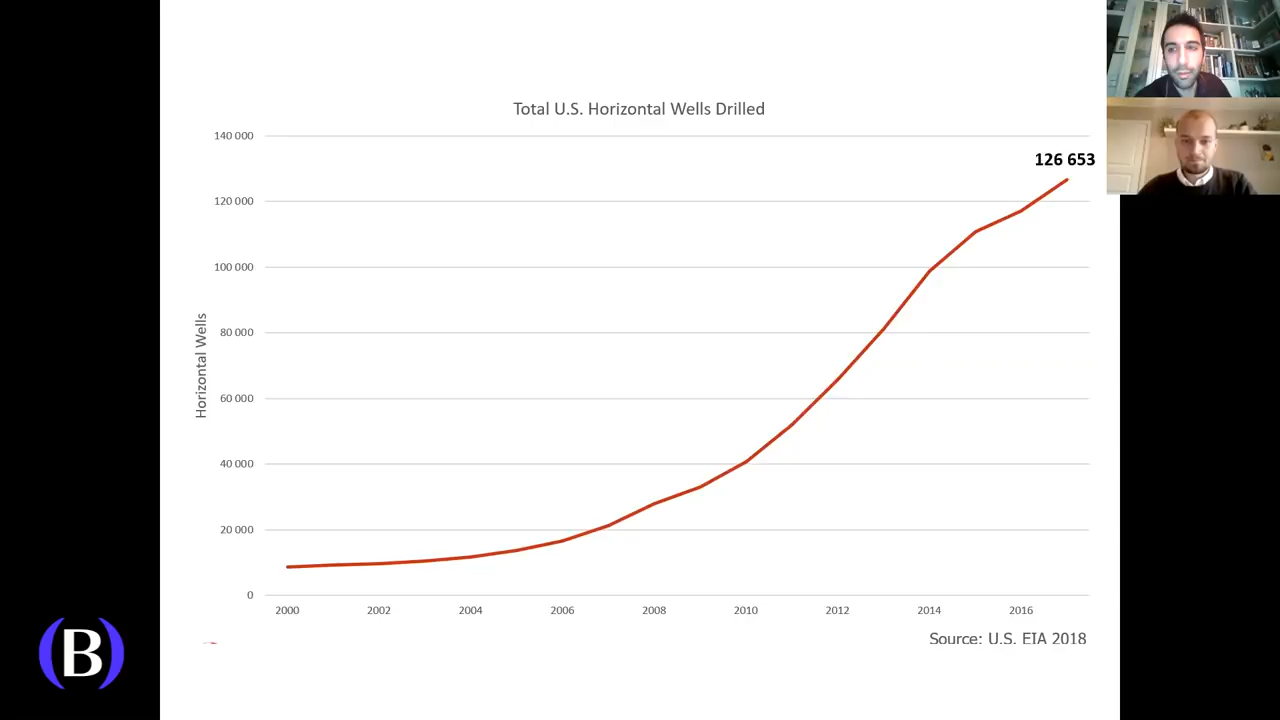 Total U.S. Horizontal Wells Drilled
140 000
126 653
120 000
100 000
80 000
60 000
40 000
20 000
0
Horizontal Wells
2000 2002 2004 2006 2008 2010 2012 2014 2016
Source: U.S. EIA 2018
(B)